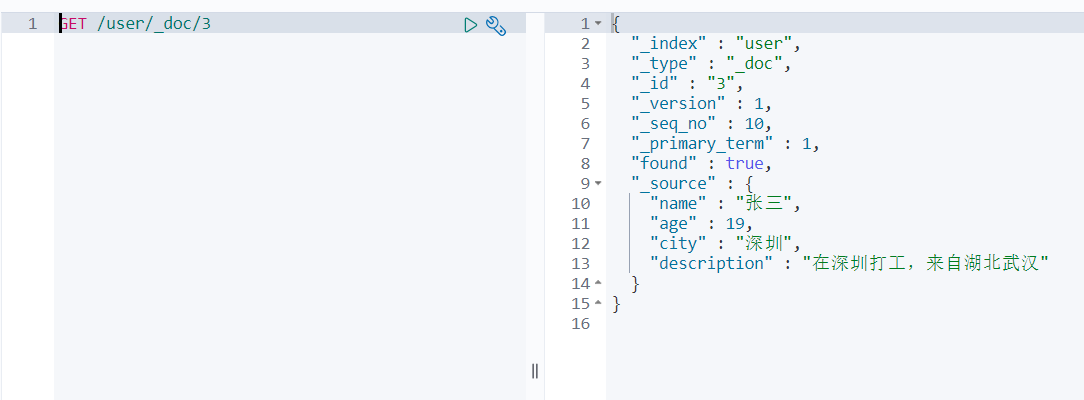 1 GET /user/_doc/3
1 {
2 "_index" : "user",
3 "_type" : "_doc",
4 "_id" : "3",
5 "_version" : 1,
6 "_seq_no" : 10,
7 "_primary_term" : 1,
8 "found" : true,
9 "_source" : {
10 "name" : "张三",
11 "age" : 19,
12 "city" : "深圳",
13 "description" : "在深圳打工，来自湖北武汉"
14 }
15 }
16